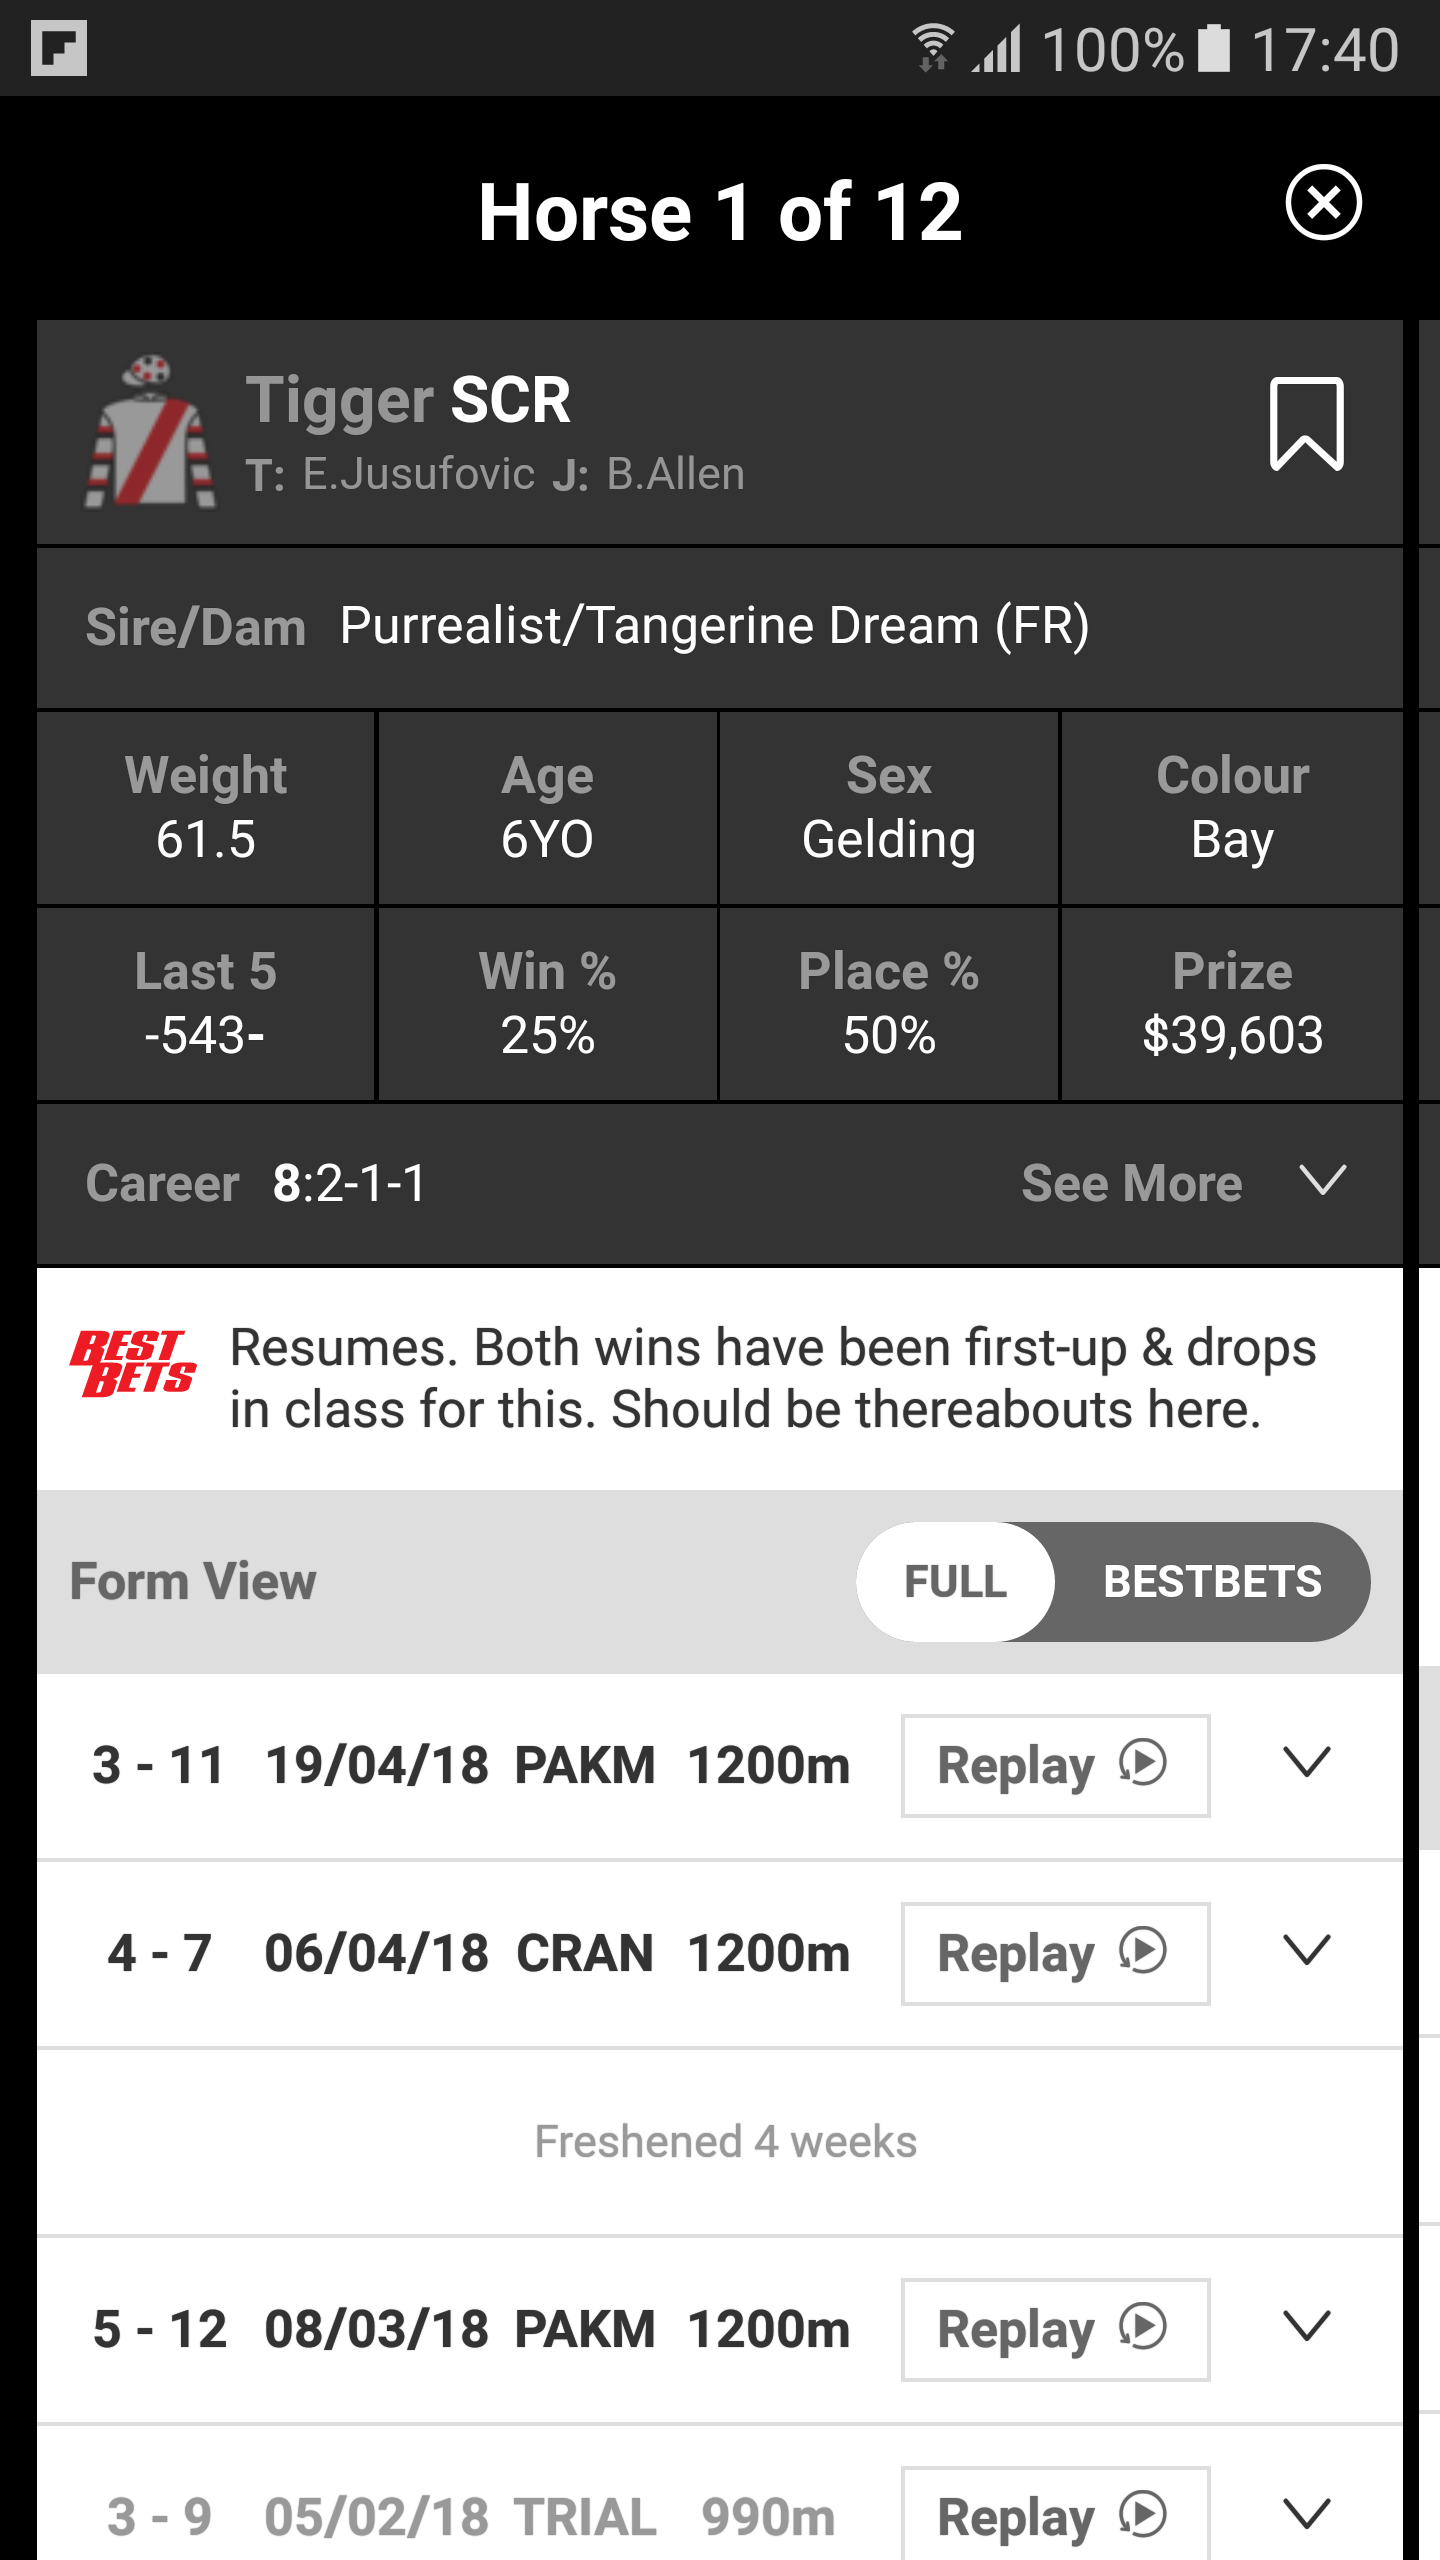 100% 17:40
Horse 1 of 12
Tigger SCR
T: E.Jusufovic J: B.Allen
Sire/Dam Purrealist/Tangerine Dream (FR)
Weight Age Sex Colour
61.5 6YO Gelding Bay
Last 5 Win % Place % Prize
-543- 25% 50% $39,603
Career 8:2-1-1 See More
BEST BETS
Resumes. Both wins have been first-up & drops
in class for this. Should be thereabouts here.
Form View FULL BESTBETS
3 - 11 19/04/18 PAKM 1200m Replay
4 - 7 06/04/18 CRAN 1200m Replay
Freshened 4 weeks
5 - 12 08/03/18 PAKM 1200m Replay
3 - 9 05/02/18 TRIAL 990m Replay